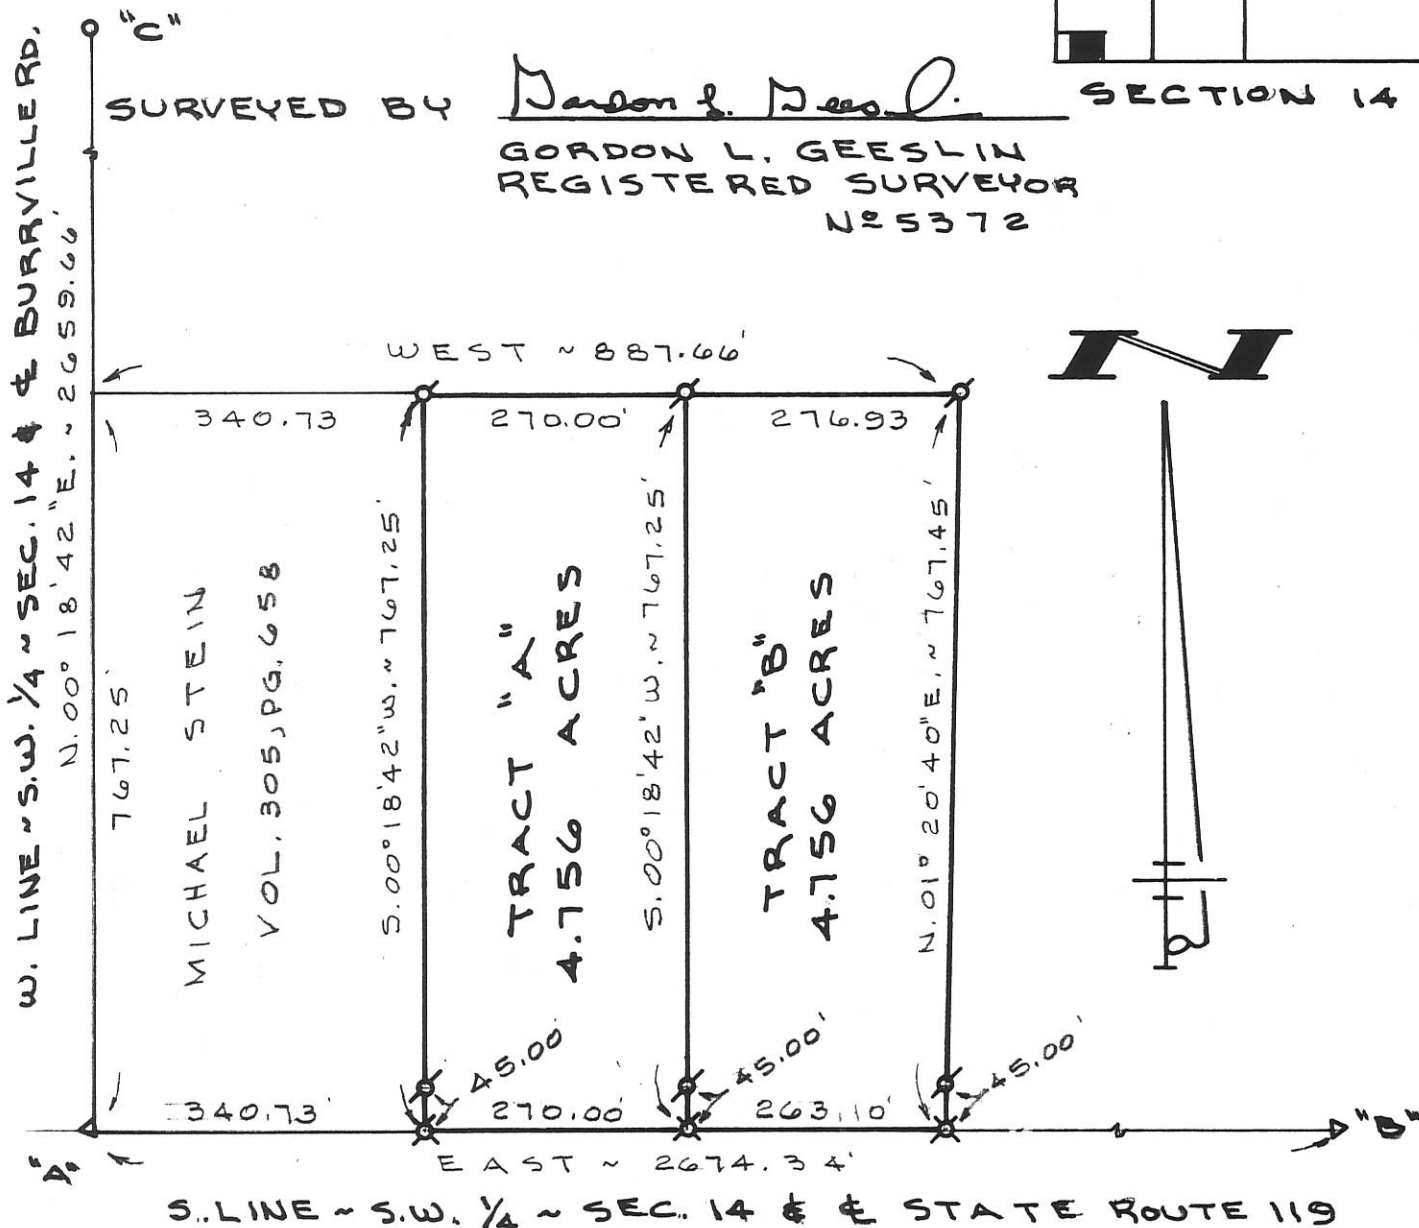 "C"
SURVEYED BY
GORDON L. GEESLIN
REGISTERED SURVEYOR
Nº 5372
SECTION 14
W. LINE ~ S.W. 1/4 ~ SEC. 14 & ℄ BURRVILLE RD.
N. 00° 18' 42" E. ~ 2659.66'
WEST ~ 887.66'
340.73
270.00'
276.93
767.25'
MICHAEL STEIN
VOL. 305, PG. 658
S. 00° 18' 42" W. ~ 767.25'
TRACT "A"
4.756 ACRES
S. 00° 18' 42" W. ~ 767.25'
TRACT "B"
4.756 ACRES
N. 01° 20' 40" E. ~ 767.45'
N
45.00'
45.00'
45.00'
340.73'
270.00'
263.10'
"A"
"B"
EAST ~ 2674.34'
S. LINE ~ S.W. 1/4 ~ SEC. 14 & ℄ STATE ROUTE 119